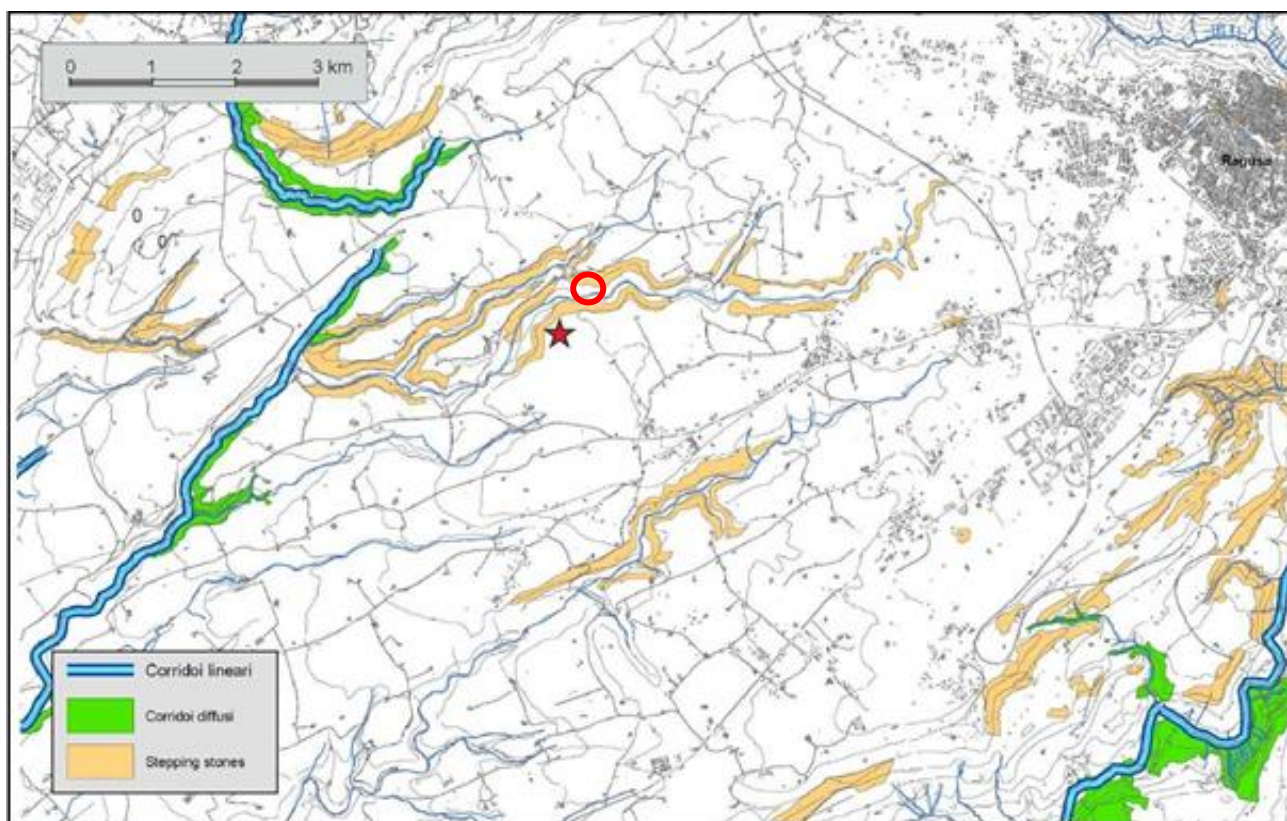 0 1 2 3 km
Ragusa
Corridoi lineari
Corridoi diffusi
Stepping stones